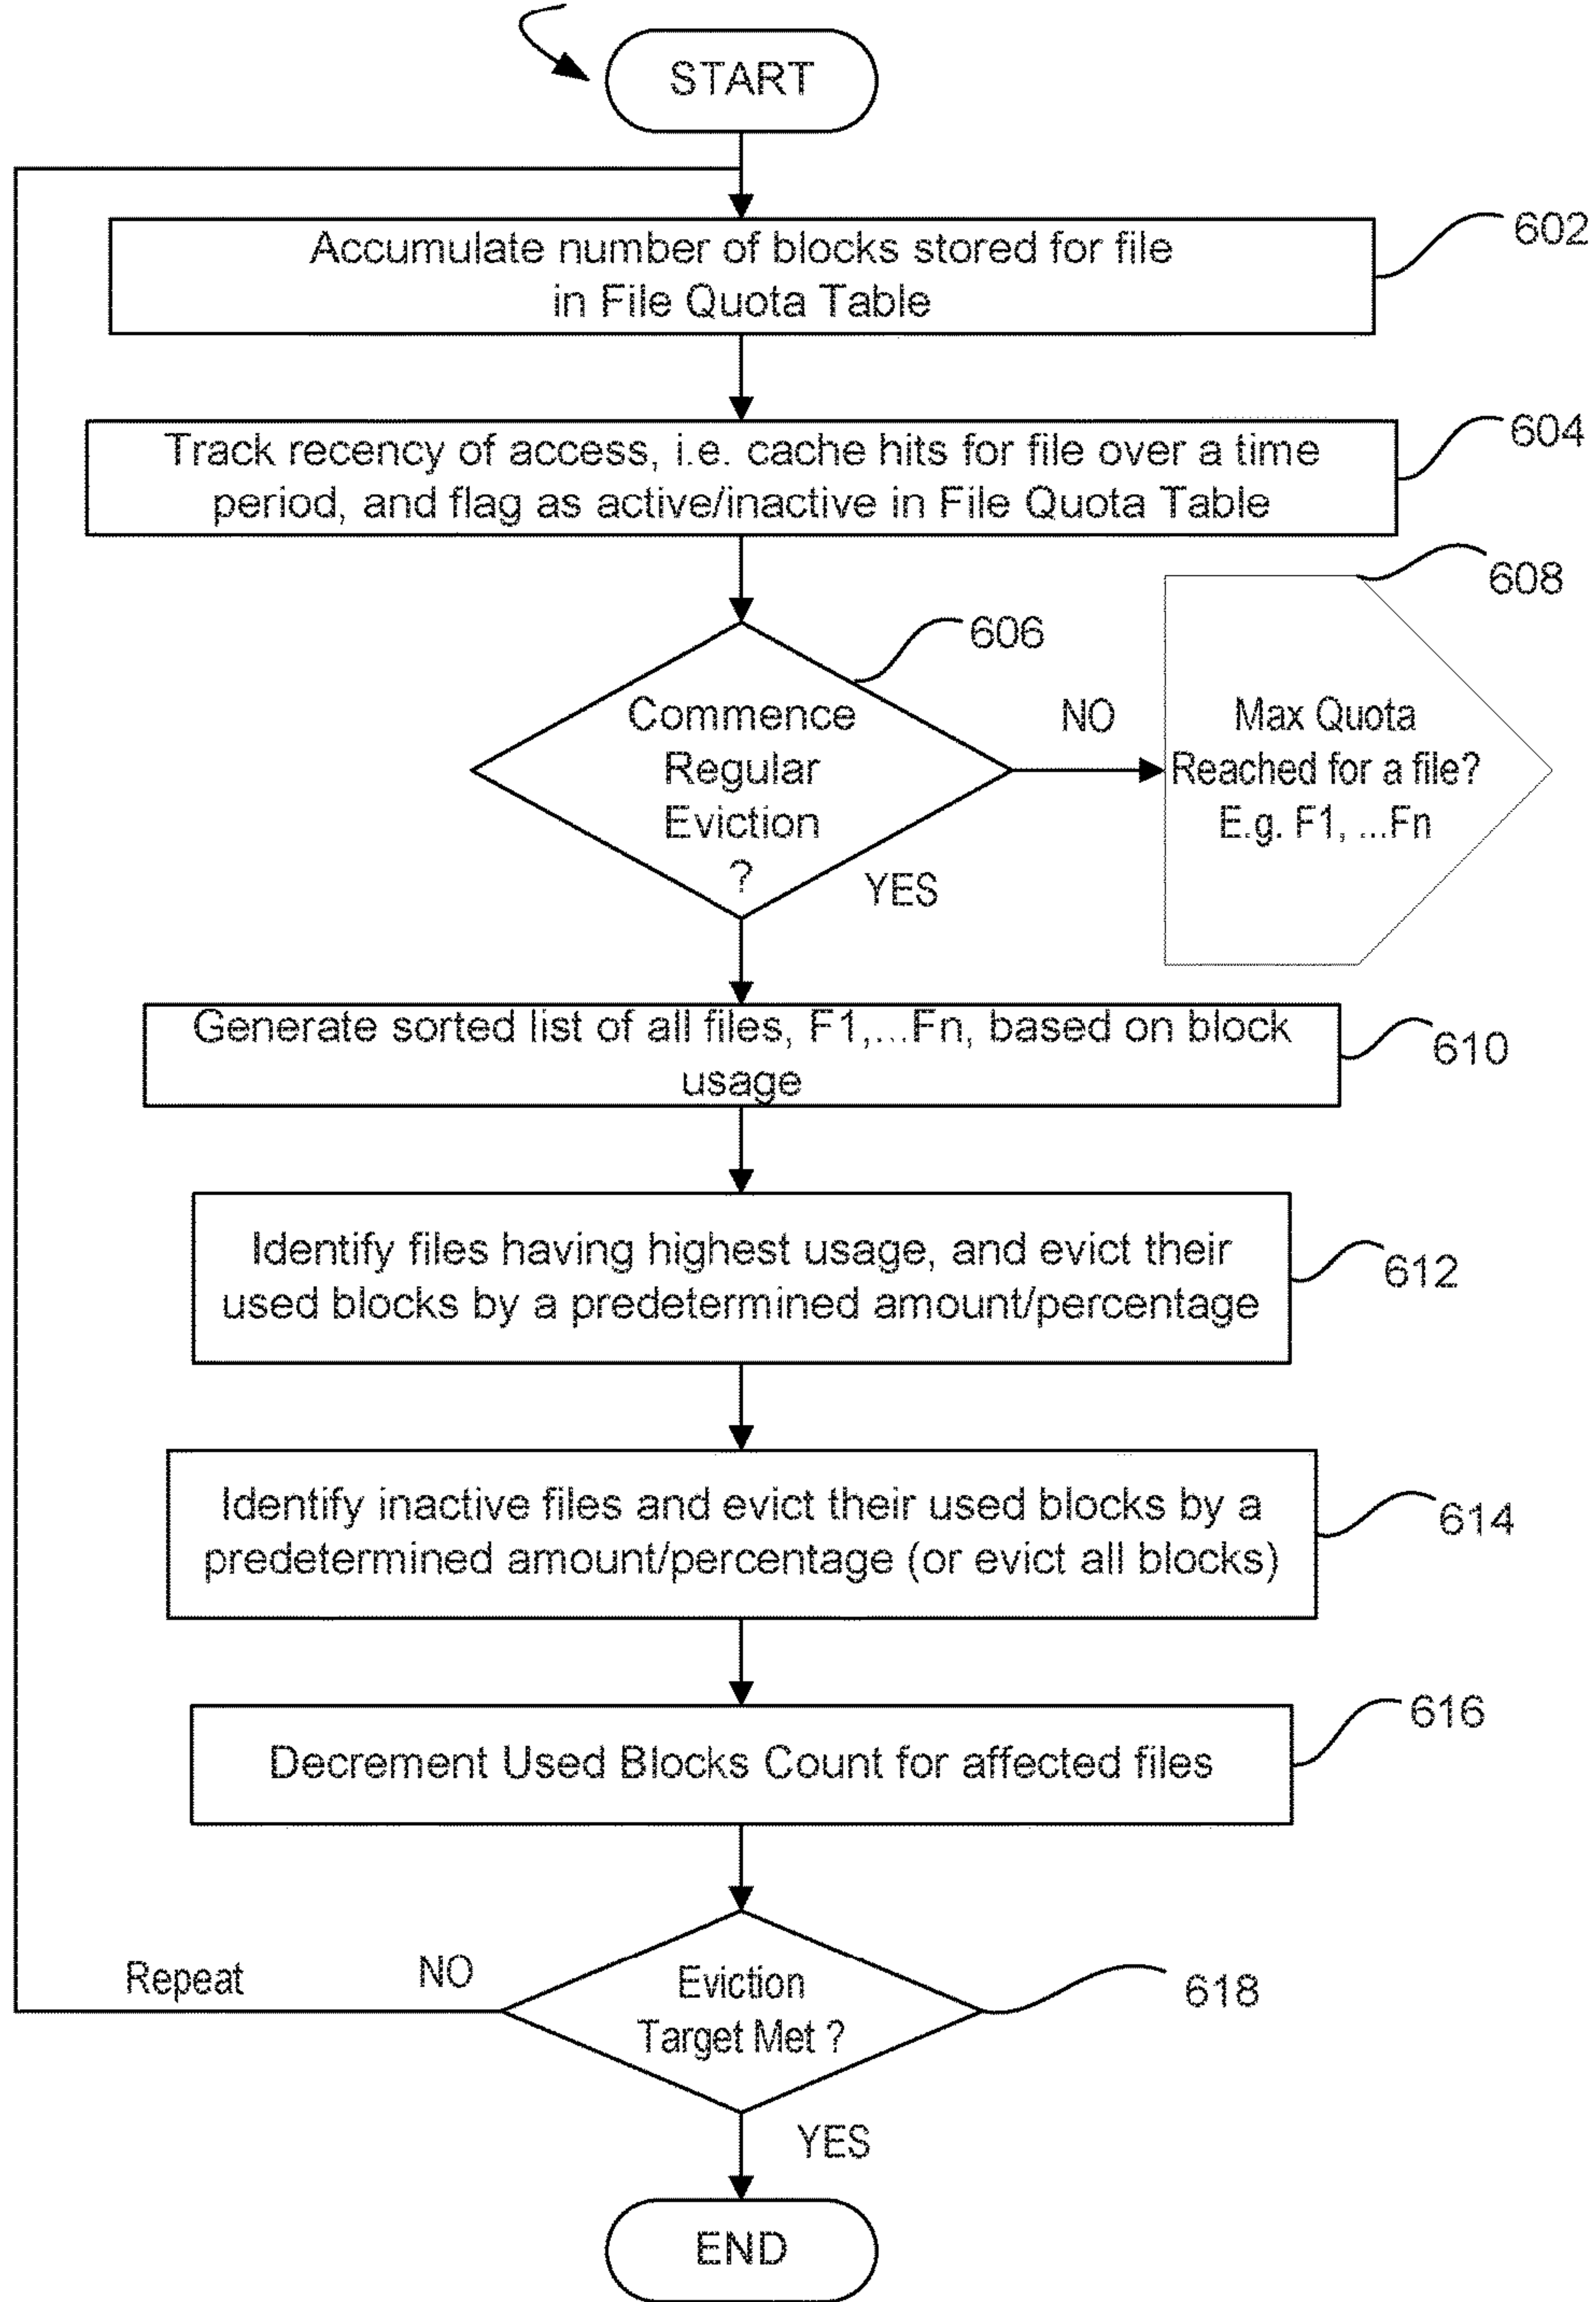 START
Accumulate number of blocks stored for file
in File Quota Table
602
Track recency of access, i.e. cache hits for file over a time
period, and flag as active/inactive in File Quota Table
604
608
606
Commence
Regular
Eviction
?
NO
YES
Max Quota
Reached for a file?
E.g. F1, ...Fn
Generate sorted list of all files, F1,...Fn, based on block
usage
610
Identify files having highest usage, and evict their
used blocks by a predetermined amount/percentage
612
Identify inactive files and evict their used blocks by a
predetermined amount/percentage (or evict all blocks)
614
Decrement Used Blocks Count for affected files
616
Repeat
NO
Eviction
Target Met ?
618
YES
END